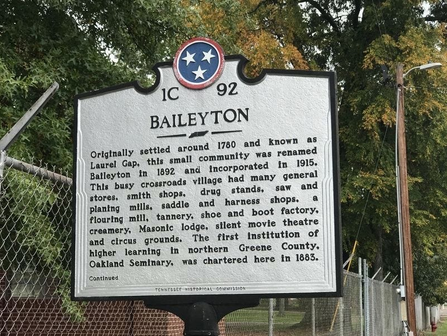 1C 92
BAILEYTON
Originally settled around 1780 and known as
Laurel Gap, this small community was renamed
Baileyton in 1892 and incorporated in 1915.
This busy crossroads village had many general
stores, smith shops, drug stands, saw and
planing mills, saddle and harness shops, a
flouring mill, tannery, shoe and boot factory,
creamery, Masonic lodge, silent movie theatre
and circus grounds. The first institution of
higher learning in northern Greene County,
Oakland Seminary, was chartered here in 1883.
Continued
TENNESSEE HISTORICAL COMMISSION